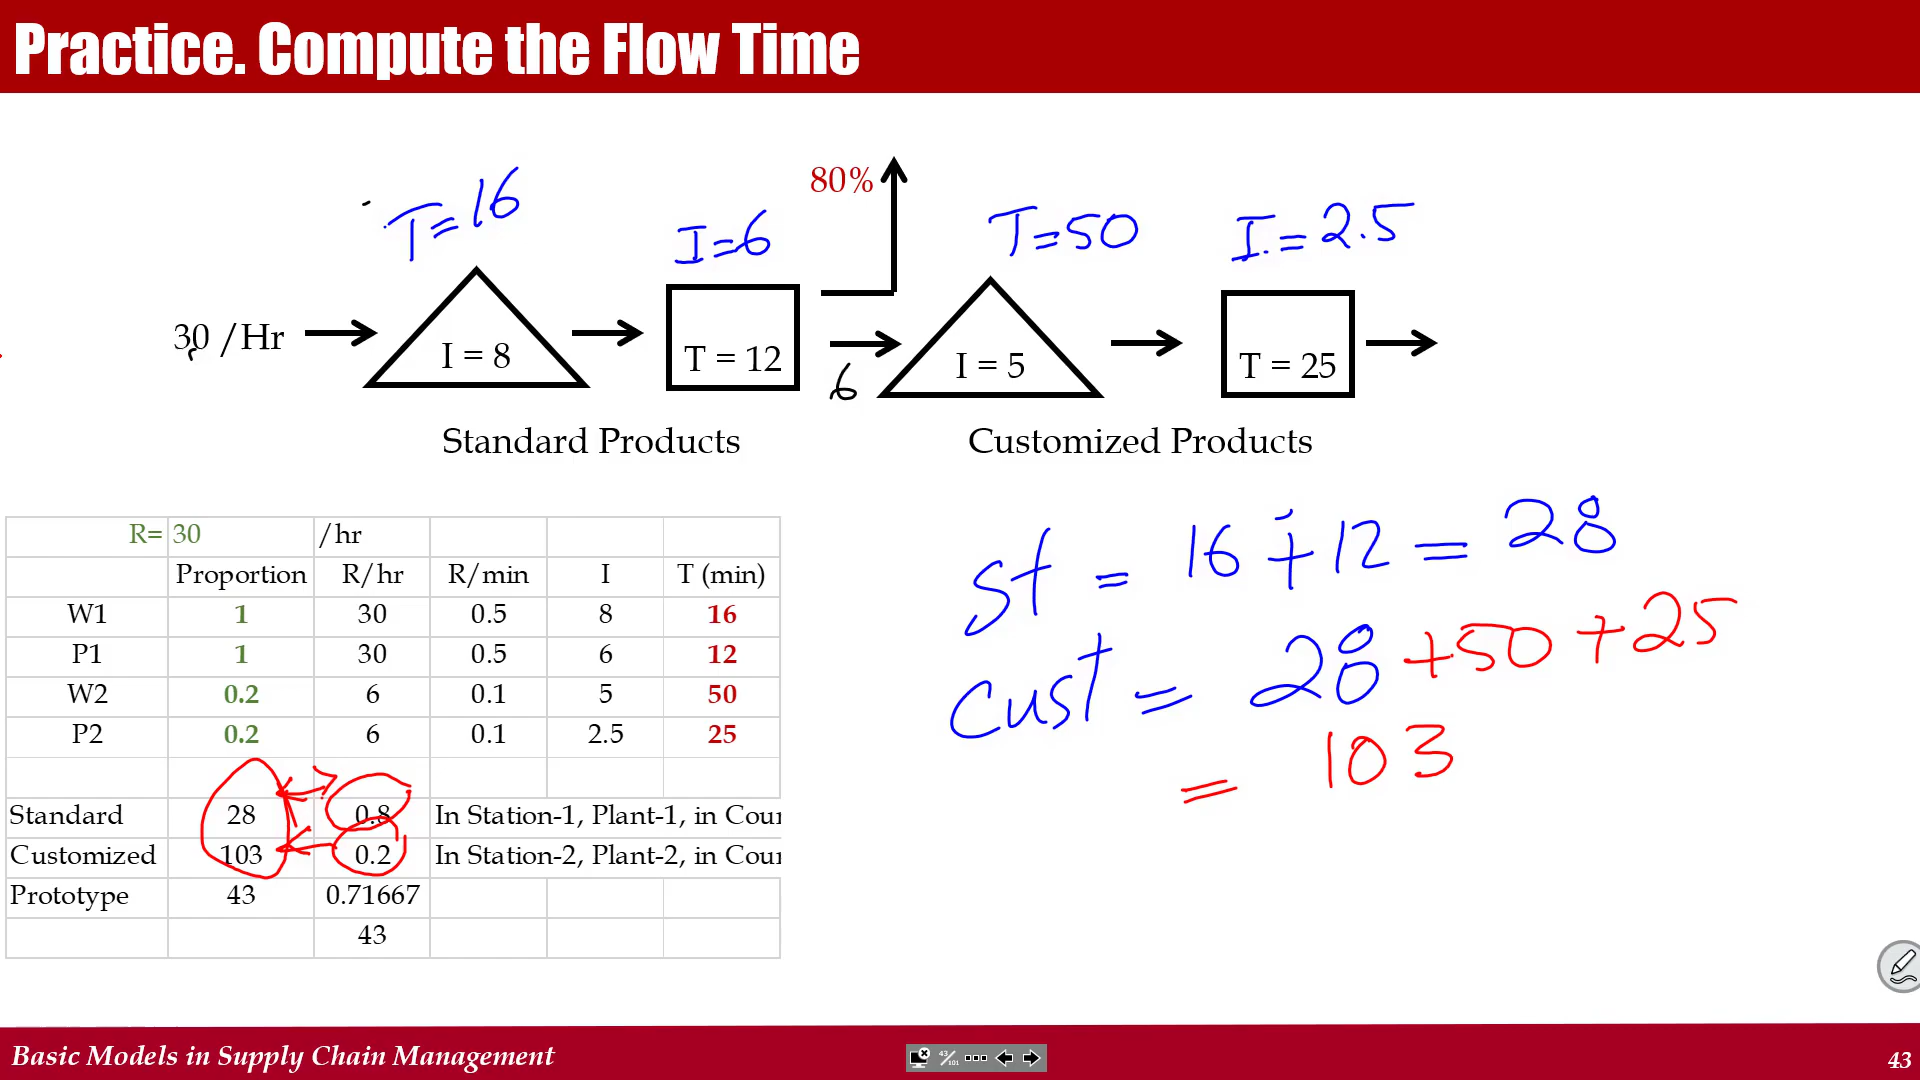 Practice. Compute the Flow Time
80%
T=16
I=6
T=50
I=2.5
30 /Hr
I = 8
T = 12
6
I = 5
T = 25
Standard Products
Customized Products
R= 30 /hr
Proportion R/hr R/min I T (min)
W1 1 30 0.5 8 16
P1 1 30 0.5 6 12
W2 0.2 6 0.1 5 50
P2 0.2 6 0.1 2.5 25
Standard 28 0.8 In Station-1, Plant-1, in Cour
Customized 103 0.2 In Station-2, Plant-2, in Cour
Prototype 43 0.71667
43
St = 16 + 12 = 28
Cust = 28 +50 +25
= 103
Basic Models in Supply Chain Management
43/101
43